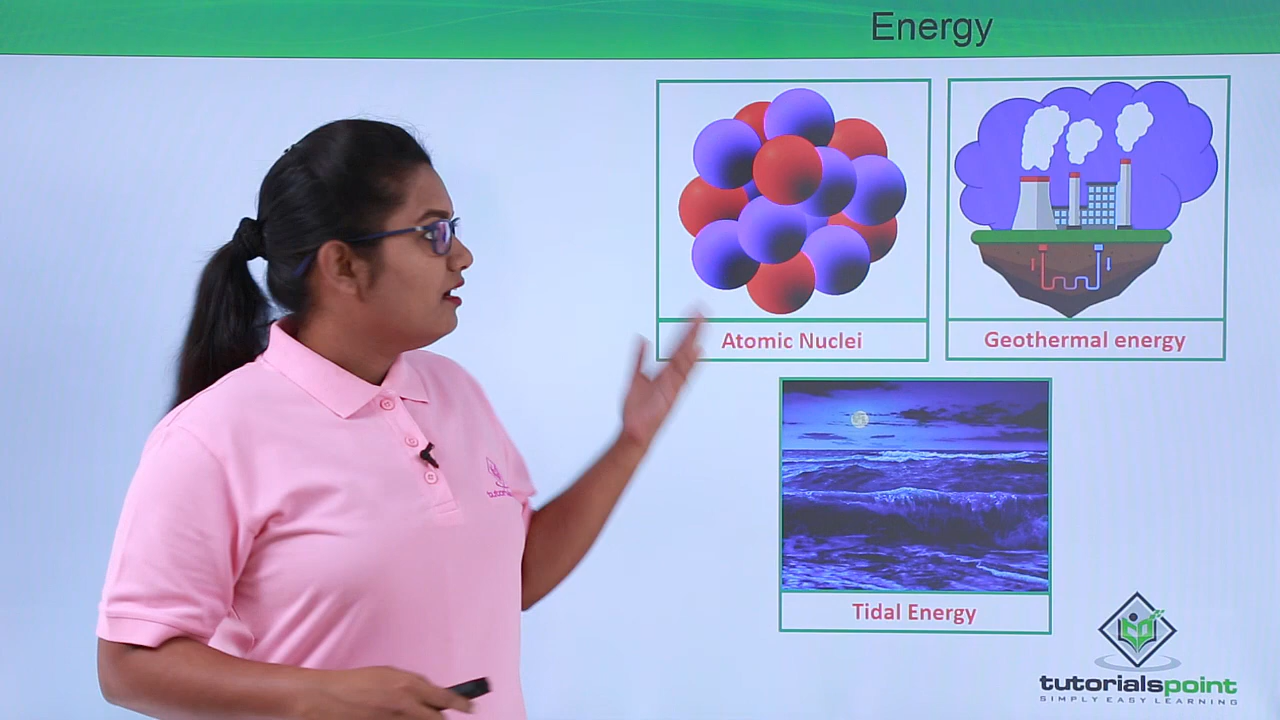 Energy
Atomic Nuclei
Geothermal energy
Tidal Energy
tutorialspoint
SIMPLY EASY LEARNING